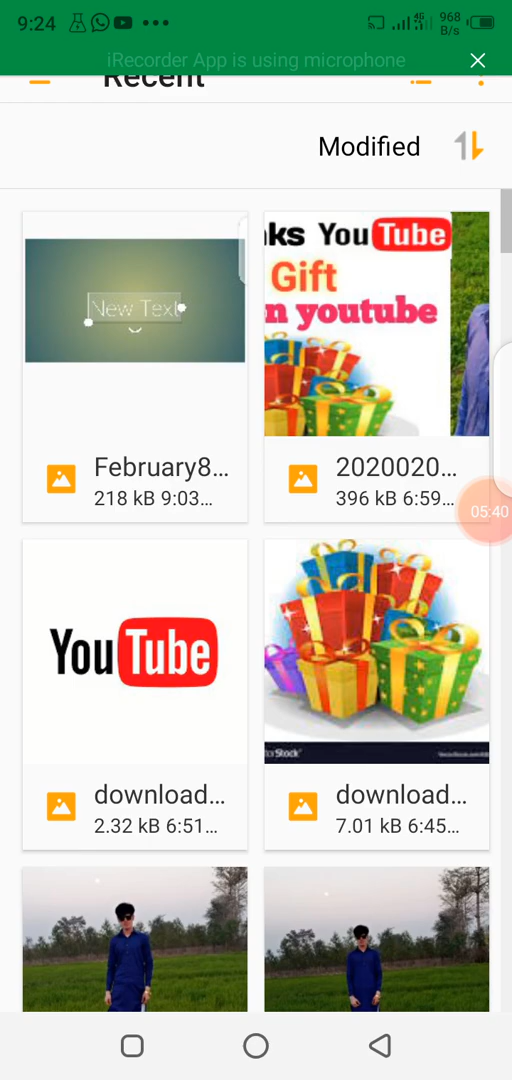 9:24
4G
968
B/s
iRecorder App is using microphone
Recent
Modified
New Text
ks YouTube
Gift
n youtube
February8...
218 kB 9:03...
2020020...
396 kB 6:59...
05:40
YouTube
download...
2.32 kB 6:51...
download...
7.01 kB 6:45...